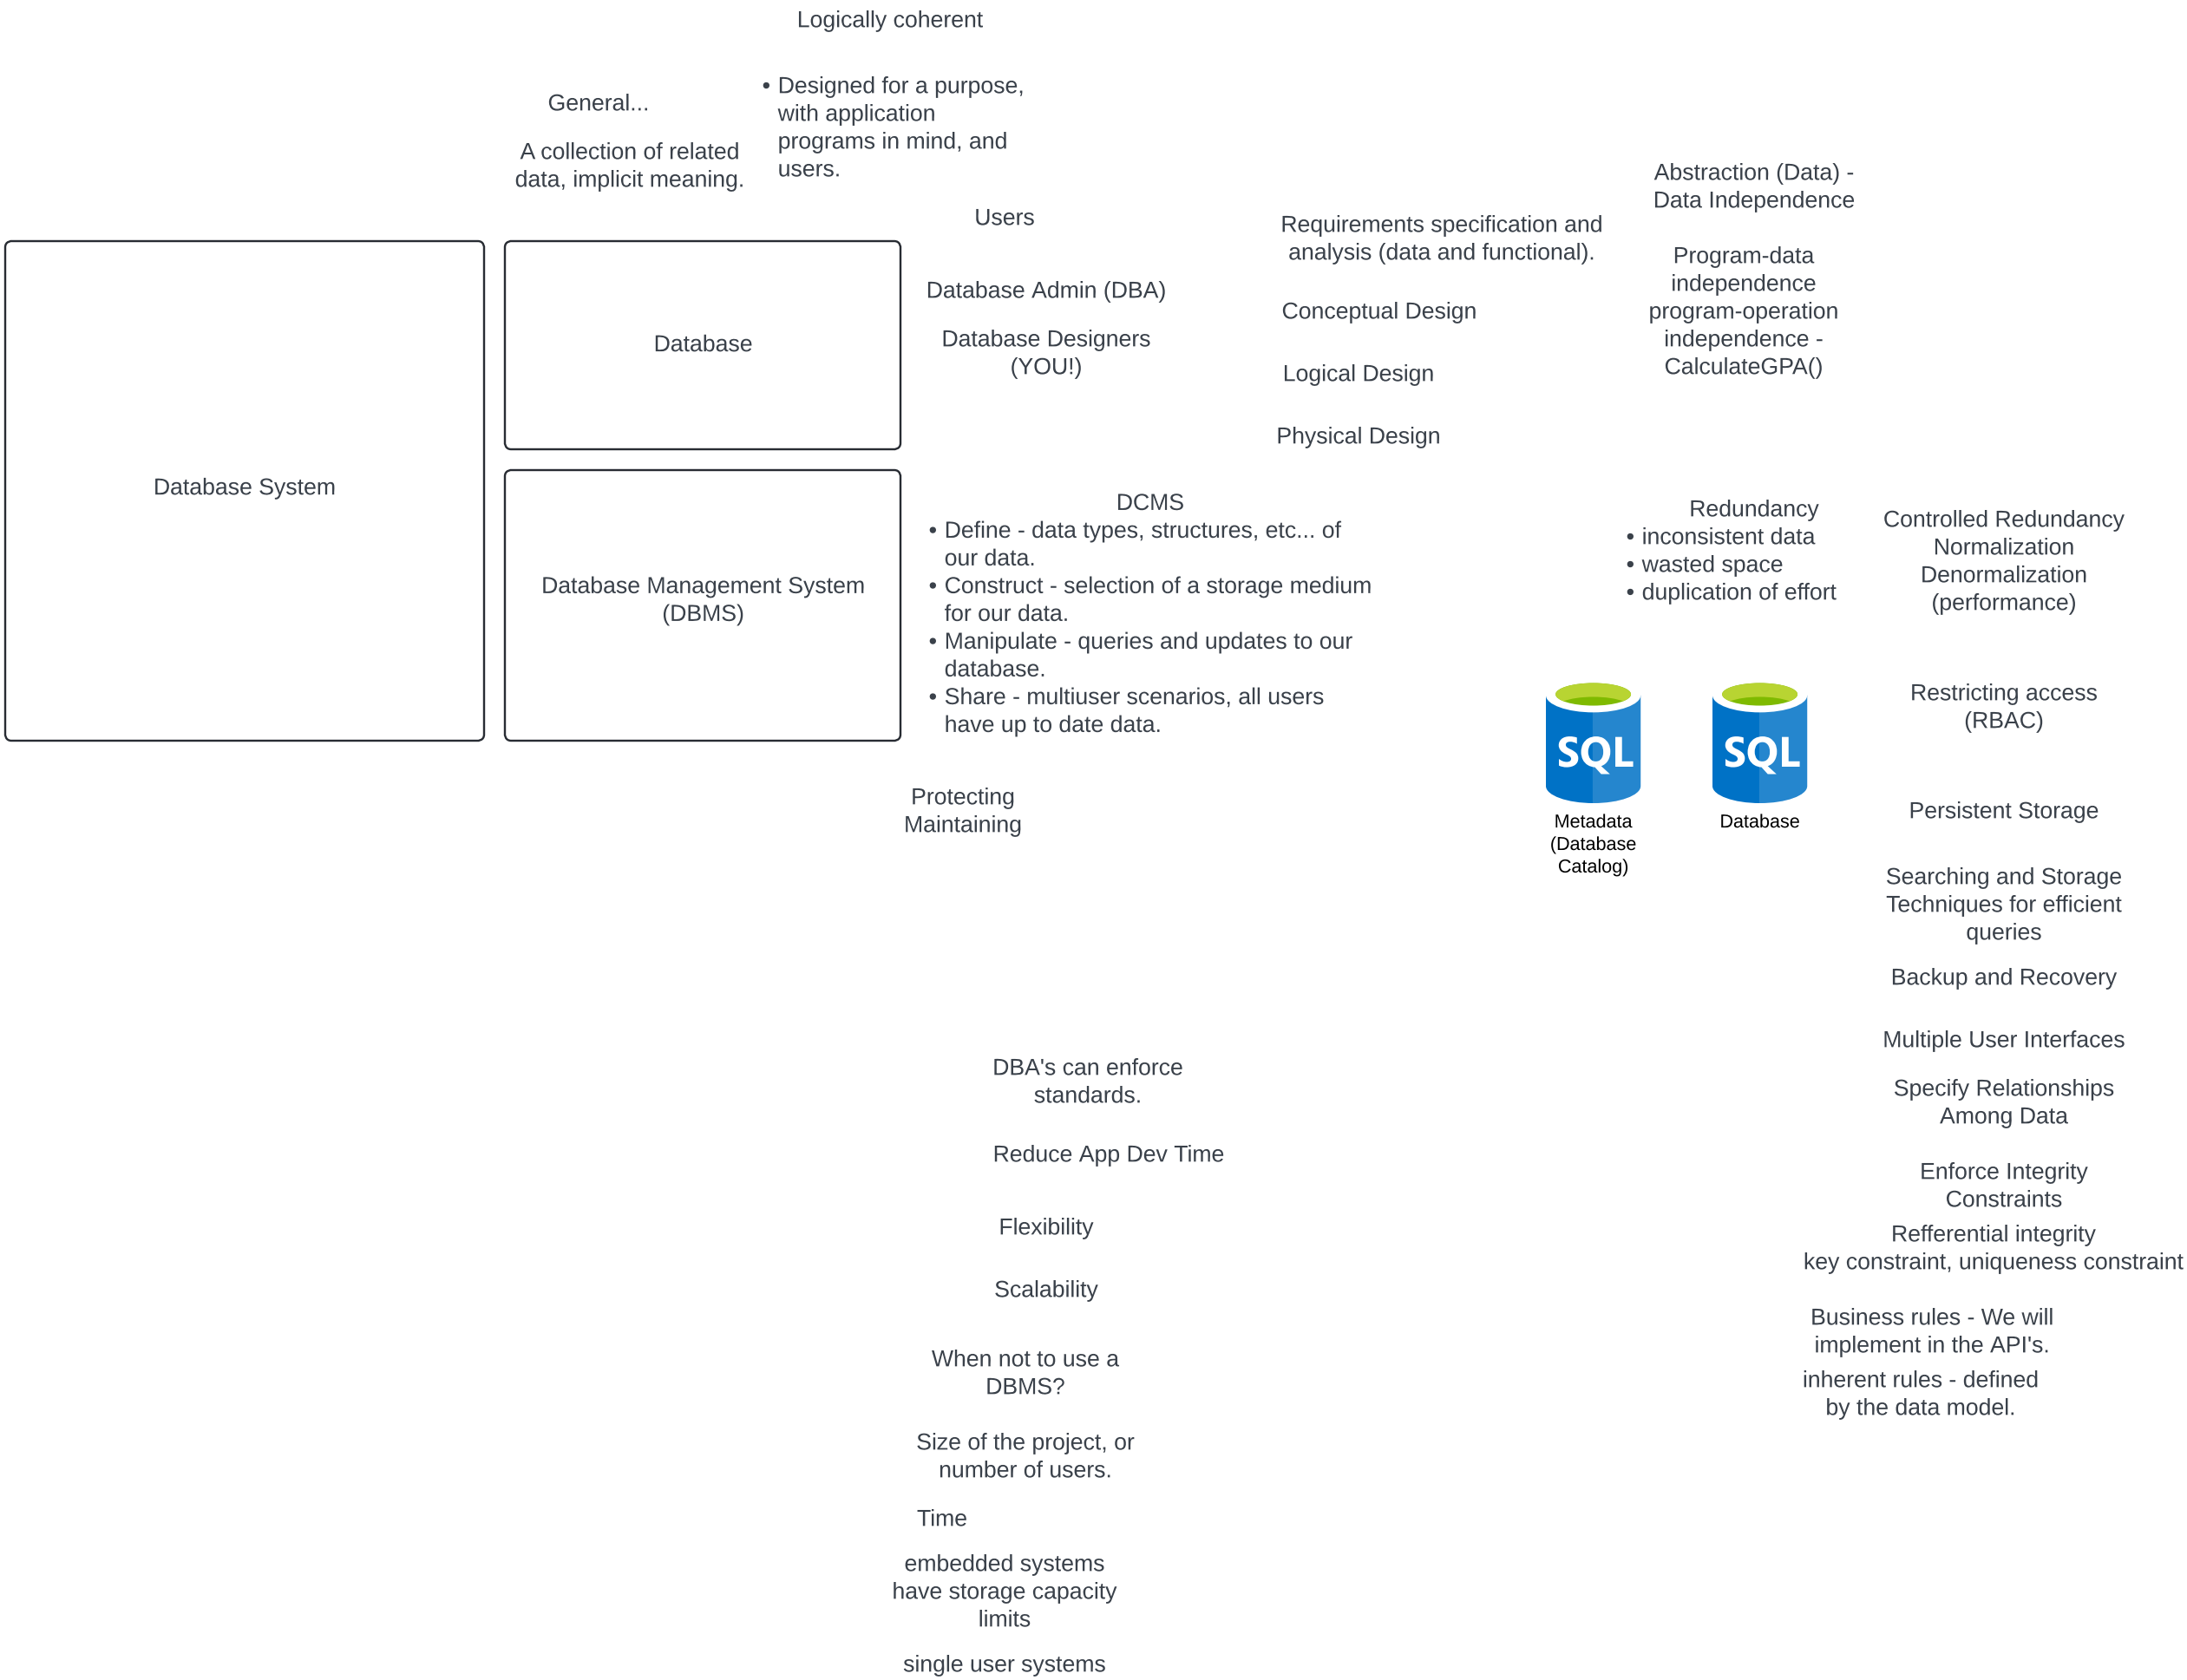 Logically coherent
General...
• Designed for a purpose,
with application
programs in mind, and
users.
A collection of related
data, implicit meaning.
Users
Database System
Database
Database Management System
(DBMS)
Database Admin (DBA)
Database Designers
(YOU!)
DCMS
• Define - data types, structures, etc... of
our data.
• Construct - selection of a storage medium
for our data.
• Manipulate - queries and updates to our
database.
• Share - multiuser scenarios, all users
have up to date data.
Protecting
Maintaining
Requirements specification and
analysis (data and functional).
Conceptual Design
Logical Design
Physical Design
Abstraction (Data) -
Data Independence
Program-data
independence
program-operation
independence -
CalculateGPA()
Redundancy
• inconsistent data
• wasted space
• duplication of effort
Controlled Redundancy
Normalization
Denormalization
(performance)
SQL
Metadata
(Database
Catalog)
SQL
Database
Restricting access
(RBAC)
Persistent Storage
Searching and Storage
Techniques for efficient
queries
Backup and Recovery
Multiple User Interfaces
Specify Relationships
Among Data
Enforce Integrity
Constraints
Refferential integrity
key constraint, uniqueness constraint
Business rules - We will
implement in the API's.
inherent rules - defined
by the data model.
DBA's can enforce
standards.
Reduce App Dev Time
Flexibility
Scalability
When not to use a
DBMS?
Size of the project, or
number of users.
Time
embedded systems
have storage capacity
limits
single user systems